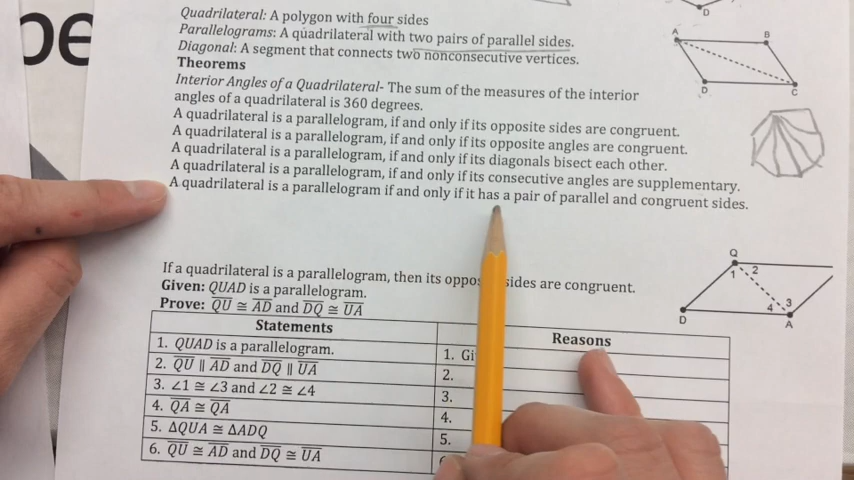 pe
Quadrilateral: A polygon with four sides
Parallelograms: A quadrilateral with two pairs of parallel sides.
Diagonal: A segment that connects two nonconsecutive vertices.
Theorems
Interior Angles of a Quadrilateral- The sum of the measures of the interior
angles of a quadrilateral is 360 degrees.
A quadrilateral is a parallelogram, if and only if its opposite sides are congruent.
A quadrilateral is a parallelogram, if and only if its opposite angles are congruent.
A quadrilateral is a parallelogram, if and only if its diagonals bisect each other.
A quadrilateral is a parallelogram, if and only if its consecutive angles are supplementary.
A quadrilateral is a parallelogram if and only if it has a pair of parallel and congruent sides.
D
A B
D C
If a quadrilateral is a parallelogram, then its oppos sides are congruent.
Given: QUAD is a parallelogram.
Prove: QU ≅ AD and DQ ≅ UA
Q
1 2
4 3
D A
Statements Reasons
1. QUAD is a parallelogram. 1. Gi
2. QU ∥ AD and DQ ∥ UA 2.
3. ∠1 ≅ ∠3 and ∠2 ≅ ∠4 3.
4. QA ≅ QA 4.
5. ΔQUA ≅ ΔADQ 5.
6. QU ≅ AD and DQ ≅ UA